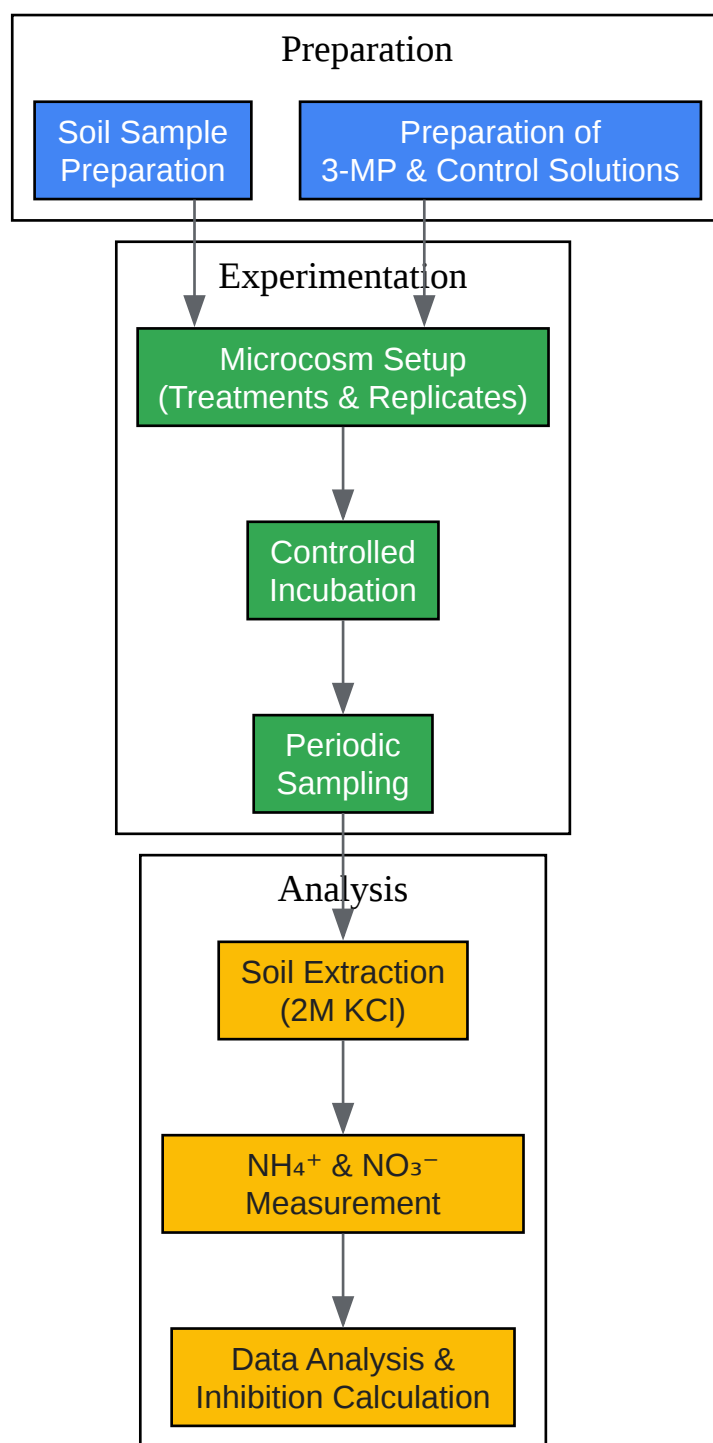 Preparation
Soil Sample
Preparation
Preparation of
3-MP & Control Solutions
Experimentation
Microcosm Setup
(Treatments & Replicates)
Controlled
Incubation
Periodic
Sampling
Analysis
Soil Extraction
(2M KCl)
NH₄⁺ & NO₃⁻
Measurement
Data Analysis &
Inhibition Calculation